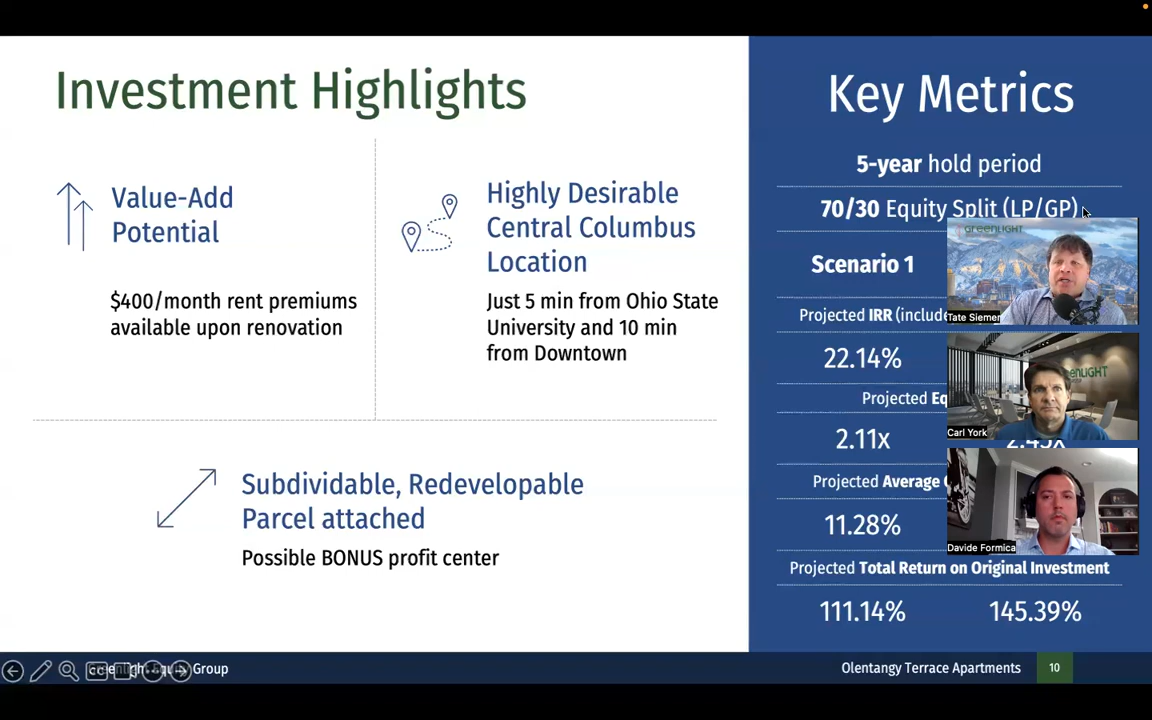 Investment Highlights
Value-Add
Potential
$400/month rent premiums
available upon renovation
Highly Desirable
Central Columbus
Location
Just 5 min from Ohio State
University and 10 min
from Downtown
Subdividable, Redevelopable
Parcel attached
Possible BONUS profit center
Key Metrics
5-year hold period
70/30 Equity Split (LP/GP)
Scenario 1
Projected IRR
22.14%
Projected
2.11x
Projected Average
11.28%
Projected Total Return on Original Investment
111.14% 145.39%
GREENLIGHT
Tate Siemer
Carl York
Davide Formica
Equity Group
Olentangy Terrace Apartments
10